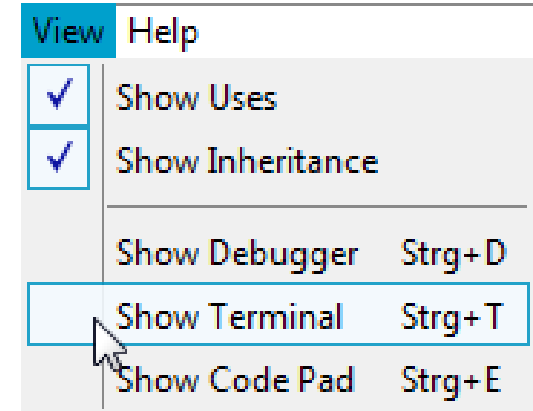 View Help
Show Uses
Show Inheritance
Show Debugger Strg+D
Show Terminal Strg+T
Show Code Pad Strg+E